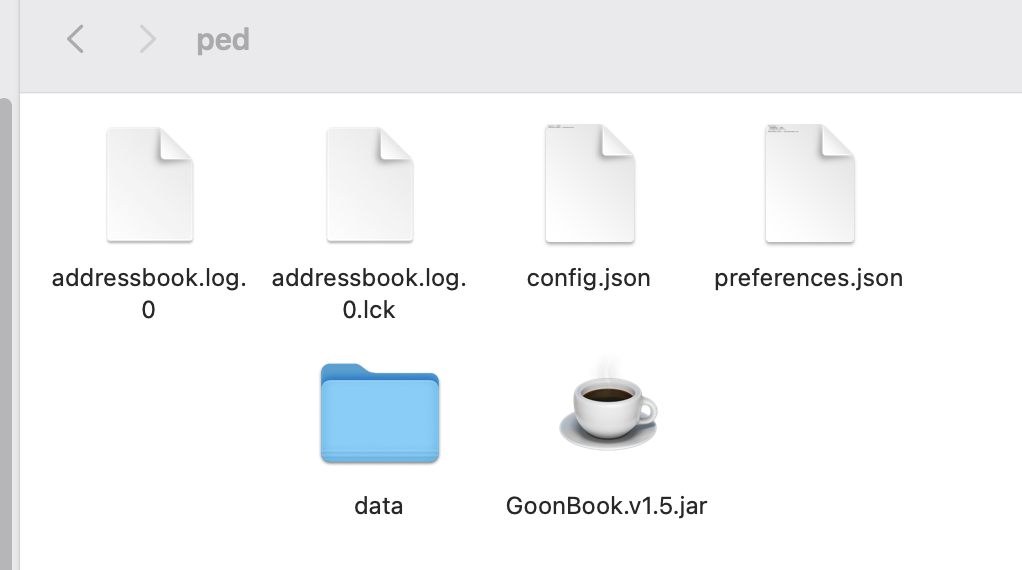 ped
addressbook.log.
0
addressbook.log.
0.lck
config.json
preferences.json
data
GoonBook.v1.5.jar